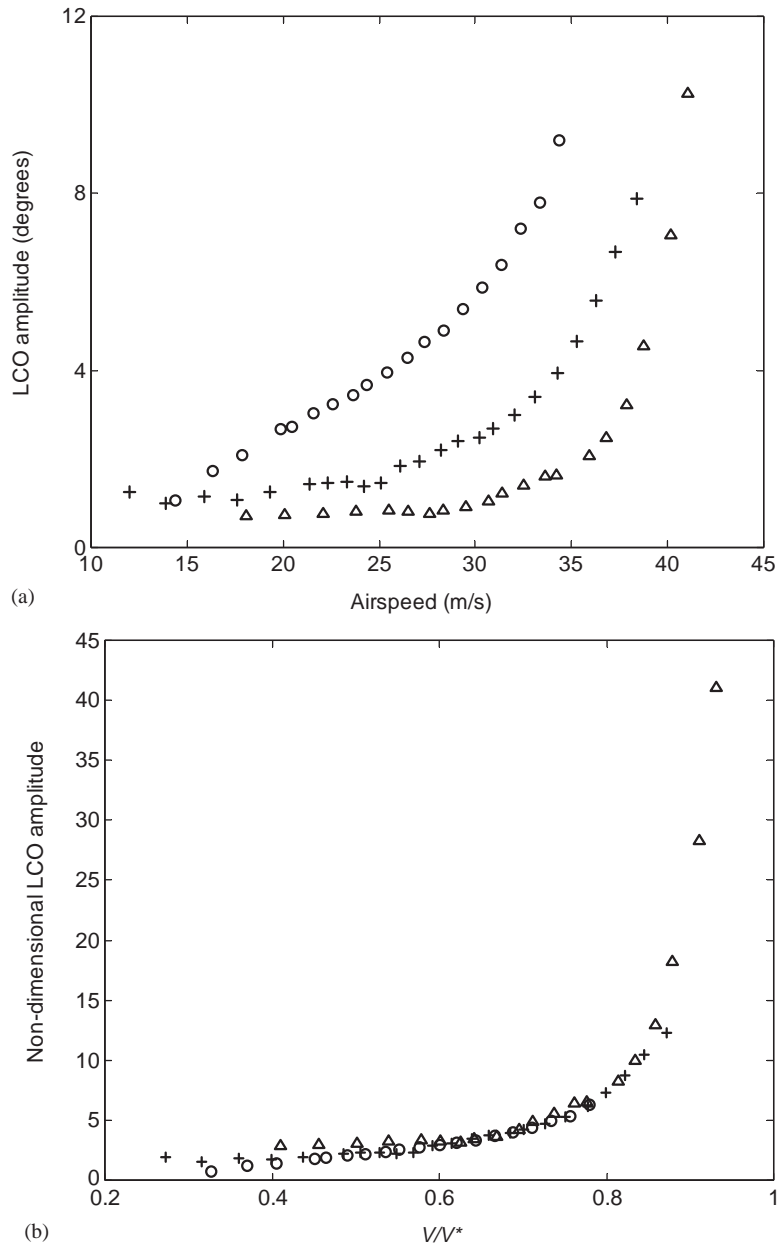 12
8
4
0
LCO amplitude (degrees)
10 15 20 25 30 35 40 45
(a)
Airspeed (m/s)
45
40
35
30
25
20
15
10
5
0
Non-dimensional LCO amplitude
0.2 0.4 0.6 0.8 1
(b)
V/V*